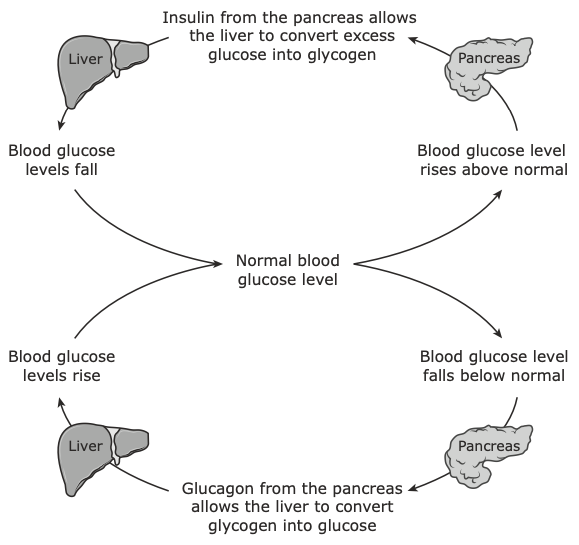 Insulin from the pancreas allows
the liver to convert excess
glucose into glycogen
Liver
Pancreas
Blood glucose
levels fall
Blood glucose level
rises above normal
Normal blood
glucose level
Blood glucose
levels rise
Blood glucose level
falls below normal
Liver
Pancreas
Glucagon from the pancreas
allows the liver to convert
glycogen into glucose